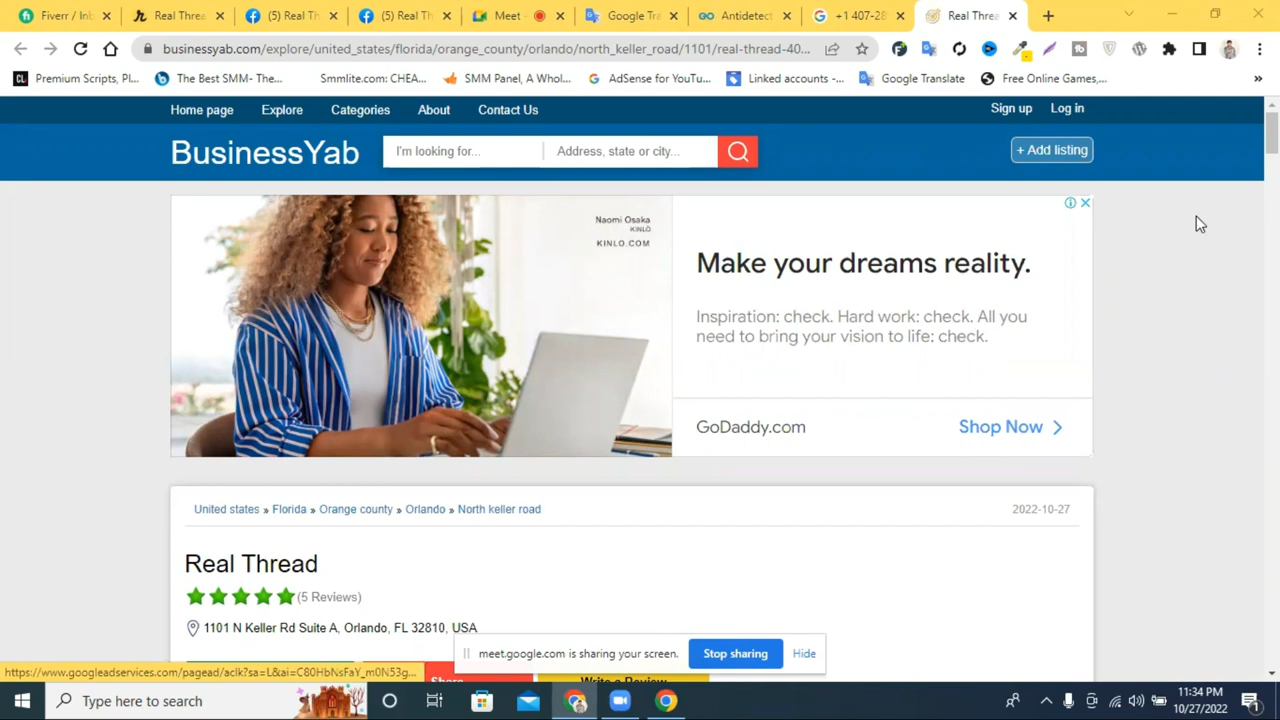 Fiverr / Inb
Real Threa
(5) Real Th
(5) Real Th
Meet -
Google Tra
Antidetect
+1 407-28
Real Threa
businessyab.com/explore/united_states/florida/orange_county/orlando/north_keller_road/1101/real-thread-40...
Premium Scripts, Pl...
The Best SMM- The...
Smmlite.com: CHEA...
SMM Panel, A Whol...
AdSense for YouTu...
Linked accounts -...
Google Translate
Free Online Games,...
»
Home page
Explore
Categories
About
Contact Us
Sign up
Log in
BusinessYab
I'm looking for...
Address, state or city...
+ Add listing
Naomi Osaka
KINLÒ
KINLO.COM
Make your dreams reality.
Inspiration: check. Hard work: check. All you
need to bring your vision to life: check.
GoDaddy.com
Shop Now
United states » Florida » Orange county » Orlando » North keller road
2022-10-27
Real Thread
(5 Reviews)
1101 N Keller Rd Suite A, Orlando, FL 32810, USA
meet.google.com is sharing your screen.
Stop sharing
Hide
https://www.googleadservices.com/pagead/aclk?sa=L&ai=C80HbNsFaY_m0N53g...
Share
Write a Review
Type here to search
11:34 PM
10/27/2022
1